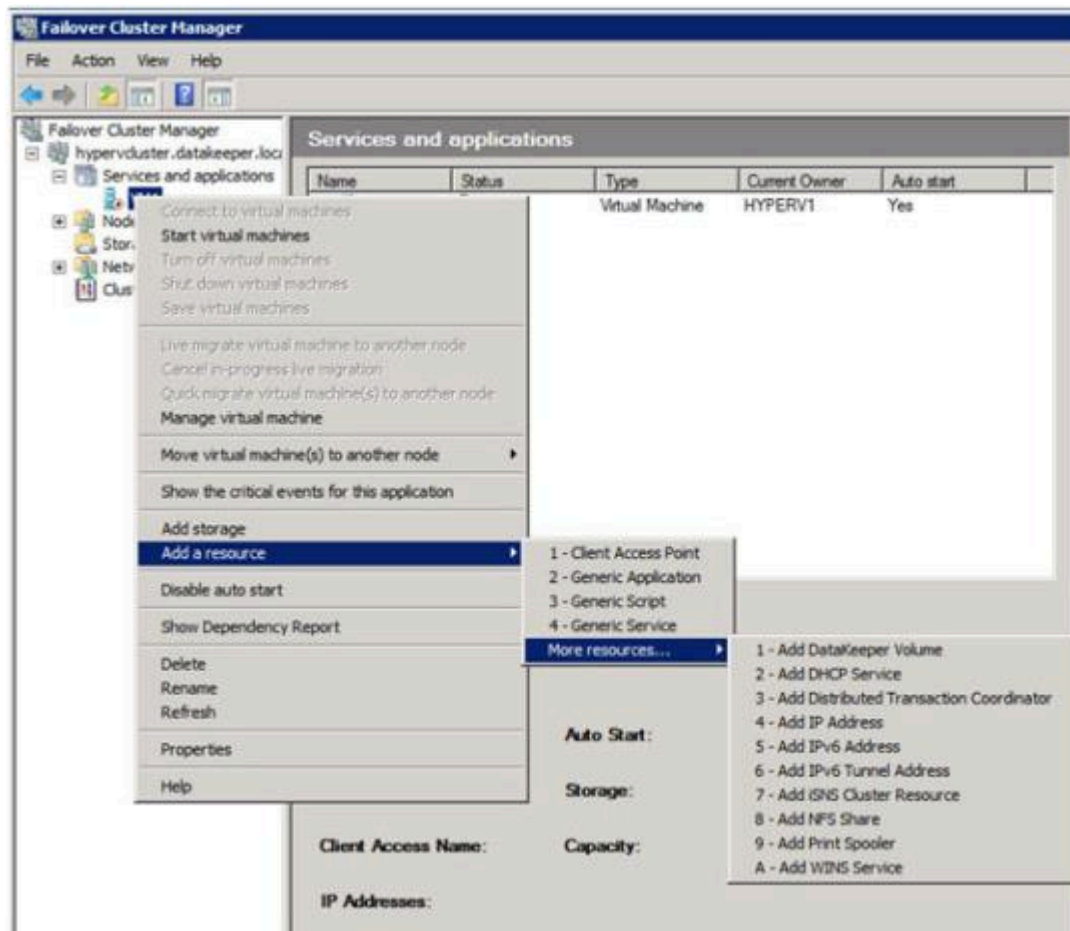 Failover Cluster Manager
File Action View Help
Failover Cluster Manager
hypervcluster.datakeeper.loca
Services and applications
Node
Stor
Netw
Clus
Services and applications
Name Status Type Current Owner Auto start
Virtual Machine HYPERV1 Yes
Connect to virtual machines
Start virtual machines
Turn off virtual machines
Shut down virtual machines
Save virtual machines
Live migrate virtual machine to another node
Cancel in-progress live migration
Quick migrate virtual machine(s) to another node
Manage virtual machine
Move virtual machine(s) to another node
Show the critical events for this application
Add storage
Add a resource
Disable auto start
Show Dependency Report
Delete
Rename
Refresh
Properties
Help
1 - Client Access Point
2 - Generic Application
3 - Generic Script
4 - Generic Service
More resources...
1 - Add DataKeeper Volume
2 - Add DHCP Service
3 - Add Distributed Transaction Coordinator
4 - Add IP Address
5 - Add IPv6 Address
6 - Add IPv6 Tunnel Address
7 - Add iSNS Cluster Resource
8 - Add NFS Share
9 - Add Print Spooler
A - Add WINS Service
Auto Start:
Storage:
Client Access Name: Capacity:
IP Addresses: